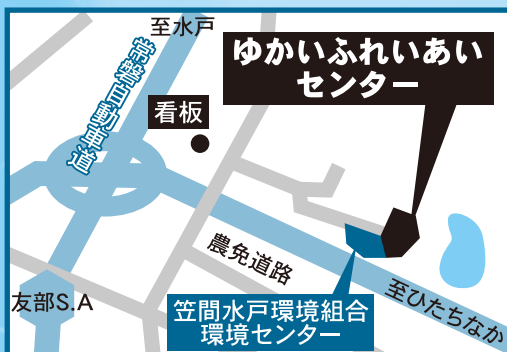 至水戸
ゆかいふれいあい
センター
常磐自動車道
看板
農免道路
至ひたちなか
友部S.A
笠間水戸環境組合
環境センター